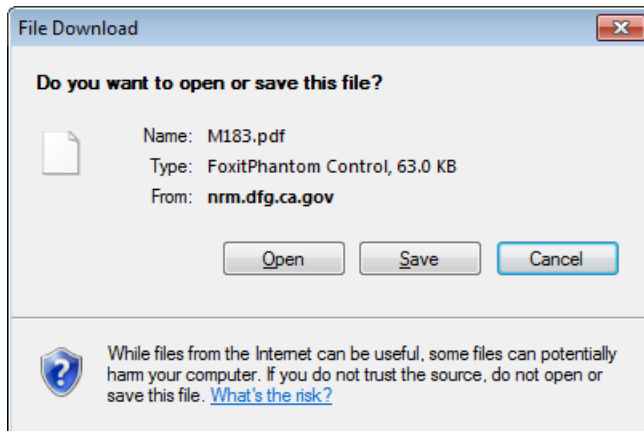 File Download
Do you want to open or save this file?
Name: M183.pdf
Type: FoxitPhantom Control, 63.0 KB
From: nrm.dfg.ca.gov
Open Save Cancel
While files from the Internet can be useful, some files can potentially
harm your computer. If you do not trust the source, do not open or
save this file. What's the risk?